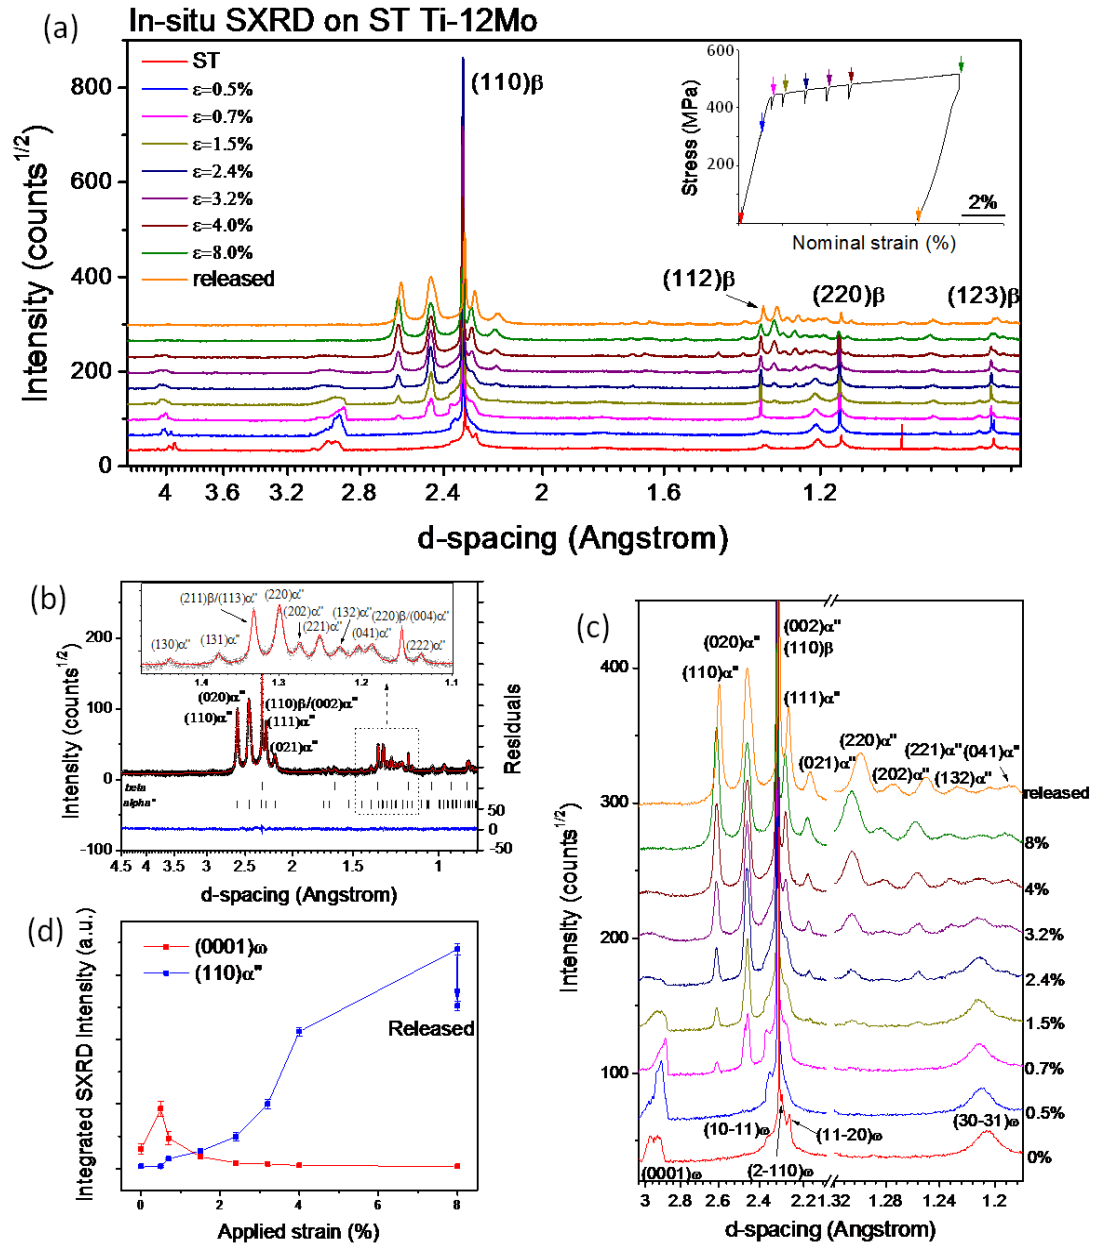 (a)
In-situ SXRD on ST Ti-12Mo
ST
ε=0.5%
ε=0.7%
ε=1.5%
ε=2.4%
ε=3.2%
ε=4.0%
ε=8.0%
released
(110)β
(112)β
(220)β
(123)β
800
600
400
200
0
Intensity (counts1/2)
4
3.6
3.2
2.8
2.4
2
1.6
1.2
d-spacing (Angstrom)
600
400
200
Stress (MPa)
2%
Nominal strain (%)
(b)
(211)β/(113)α"
(220)α"
(202)α"
(132)α"
(220)β/(004)α"
(130)α"
(131)α"
(221)α"
(041)α"
(222)α"
1.4
1.3
1.2
1.1
200
100
0
-100
Intensity (counts1/2)
(020)α"
(110)α"
(110)β/(002)α"
(111)α"
(021)α"
beta
alpha"
Residuals
50
0
-50
4.5
4
3.5
3
2.5
2
1.5
1
d-spacing (Angstrom)
(c)
(002)α"
(020)α"
(110)β
(110)α"
(111)α"
(220)α"
(221)α"
(041)α"
(021)α"
(202)α"
(132)α"
released
8%
4%
3.2%
2.4%
1.5%
0.7%
0.5%
0%
400
300
200
100
Intensity (counts1/2)
(10-11)ω
(11-20)ω
(30-31)ω
(0001)ω
(2-110)ω
3
2.8
2.6
2.4
2.2
1.32
1.28
1.24
1.2
d-spacing (Angstrom)
(d)
(0001)ω
(110)α"
Released
Integrated SXRD Intensity (a.u.)
0
2
4
6
8
Applied strain (%)